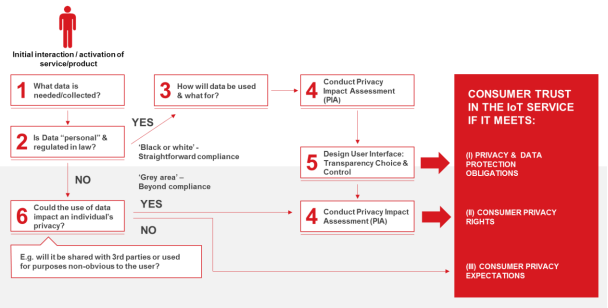 Initial interaction / activation of
service/product
1 What data is
needed/collected?
3 How will data be used
& what for?
4 Conduct Privacy
Impact Assessment
(PIA)
2 Is Data “personal” &
regulated in law?
YES
'Black or white' -
Straightforward compliance
5 Design User Interface:
Transparency Choice &
Control
NO
'Grey area' –
Beyond compliance
6 Could the use of data
impact an individual's
privacy?
YES
NO
4 Conduct Privacy Impact
Assessment (PIA)
E.g. will it be shared with 3rd parties or used
for purposes non-obvious to the user?
CONSUMER TRUST
IN THE IoT SERVICE
IF IT MEETS:
(I) PRIVACY & DATA
PROTECTION
OBLIGATIONS
(II) CONSUMER PRIVACY
RIGHTS
(III) CONSUMER PRIVACY
EXPECTATIONS